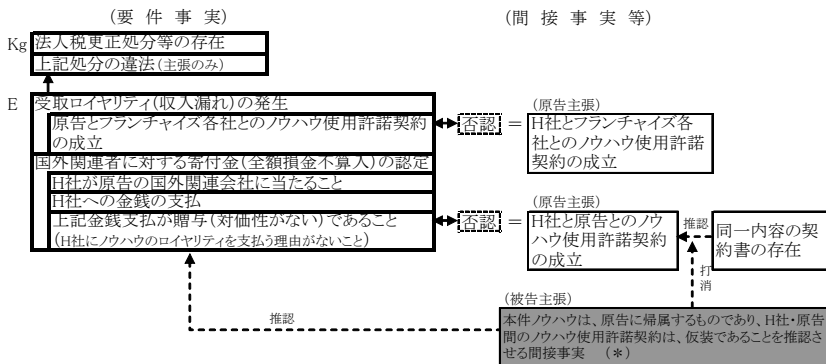 (要 件 事 実)
(間 接 事 実 等)
Kg
法人税更正処分等の存在
上記処分の違法(主張のみ)
E
受取ロイヤリティ(収入漏れ)の発生
原告とフランチャイズ各社とのノウハウ使用許諾契約
の成立
否認
=
(原告主張)
H社とフランチャイズ各
社とのノウハウ使用許諾
契約の成立
国外関連者に対する寄付金(全額損金不算入)の認定
H社が原告の国外関連会社に当たること
H社への金銭の支払
上記金銭支払が贈与(対価性がない)であること
(H社にノウハウのロイヤリティを支払う理由がないこと)
否認
=
(原告主張)
H社と原告とのノウ
ハウ使用許諾契約
の成立
推認
同一内容の契
約書の存在
打
消
推認
(被告主張)
本件ノウハウは、原告に帰属するものであり、H社・原告
間のノウハウ使用許諾契約は、仮装であることを推認さ
せる間接事実 (*)